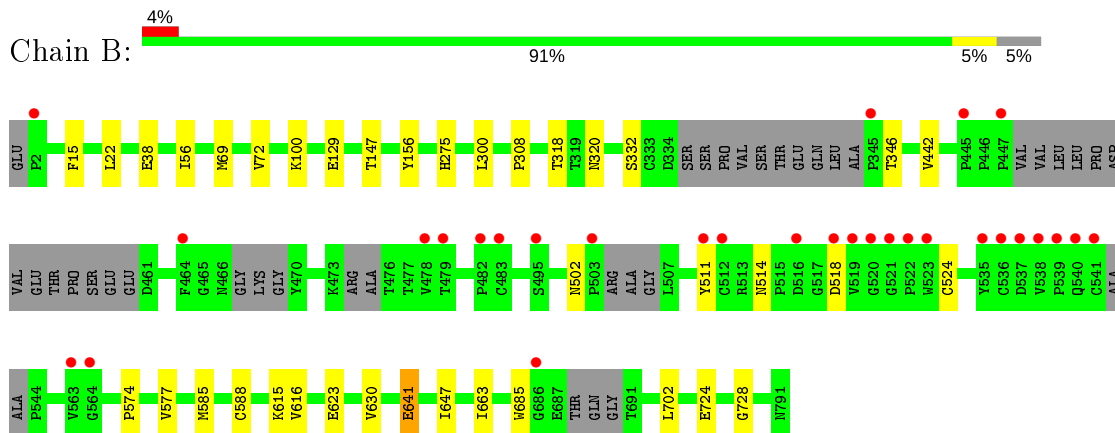 4%
Chain B:
91%
5%
5%
GLU P2 F15 L22 E38 I56 M69 V72 K100 E129 T147 Y156 H275 L300 P308 T318 T319 N320 S332 C333 D334 SER SER PRO VAL SER THR GLU GLN LEU ALA P345 T346 V442 P445 P446 P447 VAL VAL LEU LEU PRO ASP
VAL GLU THR PRO SER GLU GLU D461 F464 G465 N466 GLY LYS GLY Y470 K473 ARG ALA T476 T477 V478 T479 P482 C483 S495 N502 P503 ARG ALA GLY L507 Y511 C512 R513 N514 P515 D516 G517 D518 V519 G520 G521 P522 W523 C524 Y535 C536 D537 V538 P539 Q540 C541 ALA
ALA P544 V563 G564 P574 V577 M585 C588 K615 V616 E623 V630 E641 I647 I663 W685 G686 E687 THR GLN GLY T691 L702 E724 G728 N791